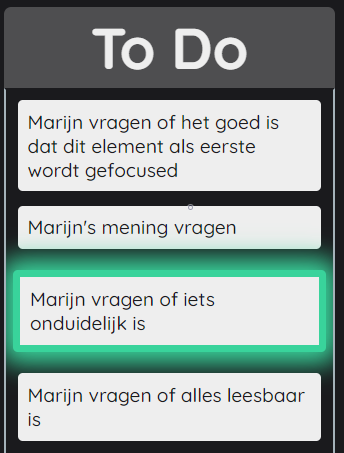 To Do
Marijn vragen of het goed is
dat dit element als eerste
wordt gefocused
Marijn's mening vragen
Marijn vragen of iets
onduidelijk is
Marijn vragen of alles leesbaar
is